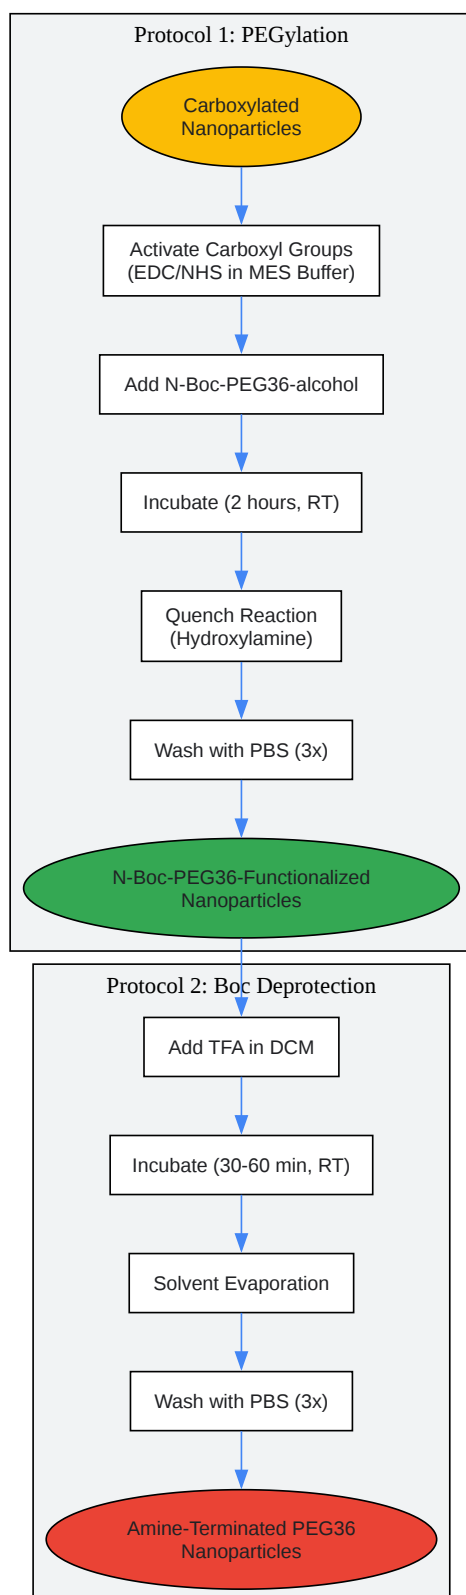 Protocol 1: PEGylation
Carboxylated
Nanoparticles
Activate Carboxyl Groups
(EDC/NHS in MES Buffer)
Add N-Boc-PEG36-alcohol
Incubate (2 hours, RT)
Quench Reaction
(Hydroxylamine)
Wash with PBS (3x)
N-Boc-PEG36-Functionalized
Nanoparticles
Protocol 2: Boc Deprotection
Add TFA in DCM
Incubate (30-60 min, RT)
Solvent Evaporation
Wash with PBS (3x)
Amine-Terminated PEG36
Nanoparticles